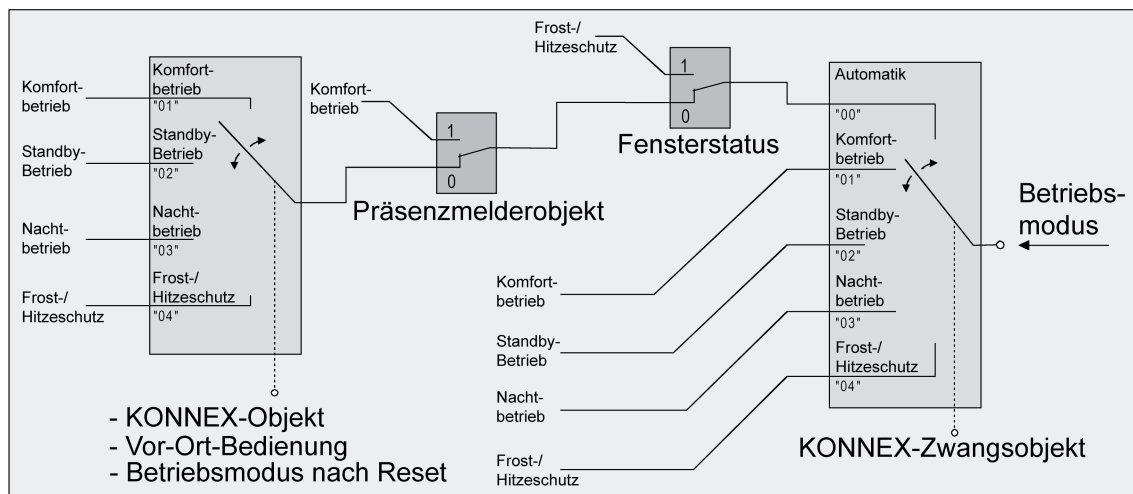 Komfort-
betrieb
Standby-
Betrieb
Nacht-
betrieb
Frost-/
Hitzeschutz
Komfort-
betrieb
"01"
Standby-
Betrieb
"02"
Nacht-
betrieb
"03"
Frost-/
Hitzeschutz
"04"
- KONNEX-Objekt
- Vor-Ort-Bedienung
- Betriebsmodus nach Reset
Komfort-
betrieb
1
0
Präsenzmelderobjekt
Frost-/
Hitzeschutz
1
0
Fensterstatus
Komfort-
betrieb
Standby-
Betrieb
Nacht-
betrieb
Frost-/
Hitzeschutz
Automatik
"00"
Komfort-
betrieb
"01"
Standby-
Betrieb
"02"
Nacht-
betrieb
"03"
Frost-/
Hitzeschutz
"04"
KONNEX-Zwangsobjekt
Betriebs-
modus